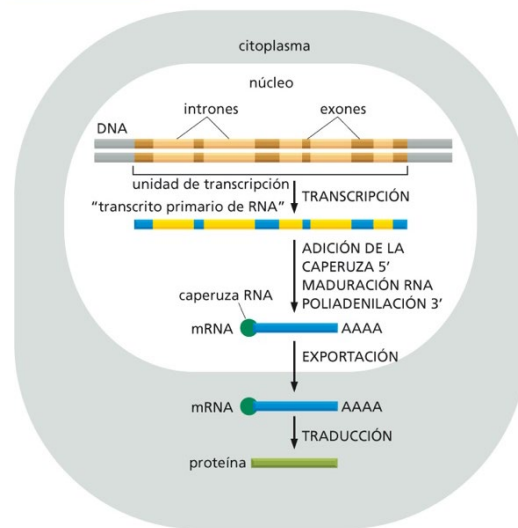 citoplasma
núcleo
intrones
exones
DNA
unidad de transcripción
TRANSCRIPCIÓN
“transcrito primario de RNA”
ADICIÓN DE LA
CAPERUZA 5’
MADURACIÓN RNA
POLIADENILACIÓN 3’
caperuza RNA
mRNA
AAAA
EXPORTACIÓN
mRNA
AAAA
TRADUCCIÓN
proteína